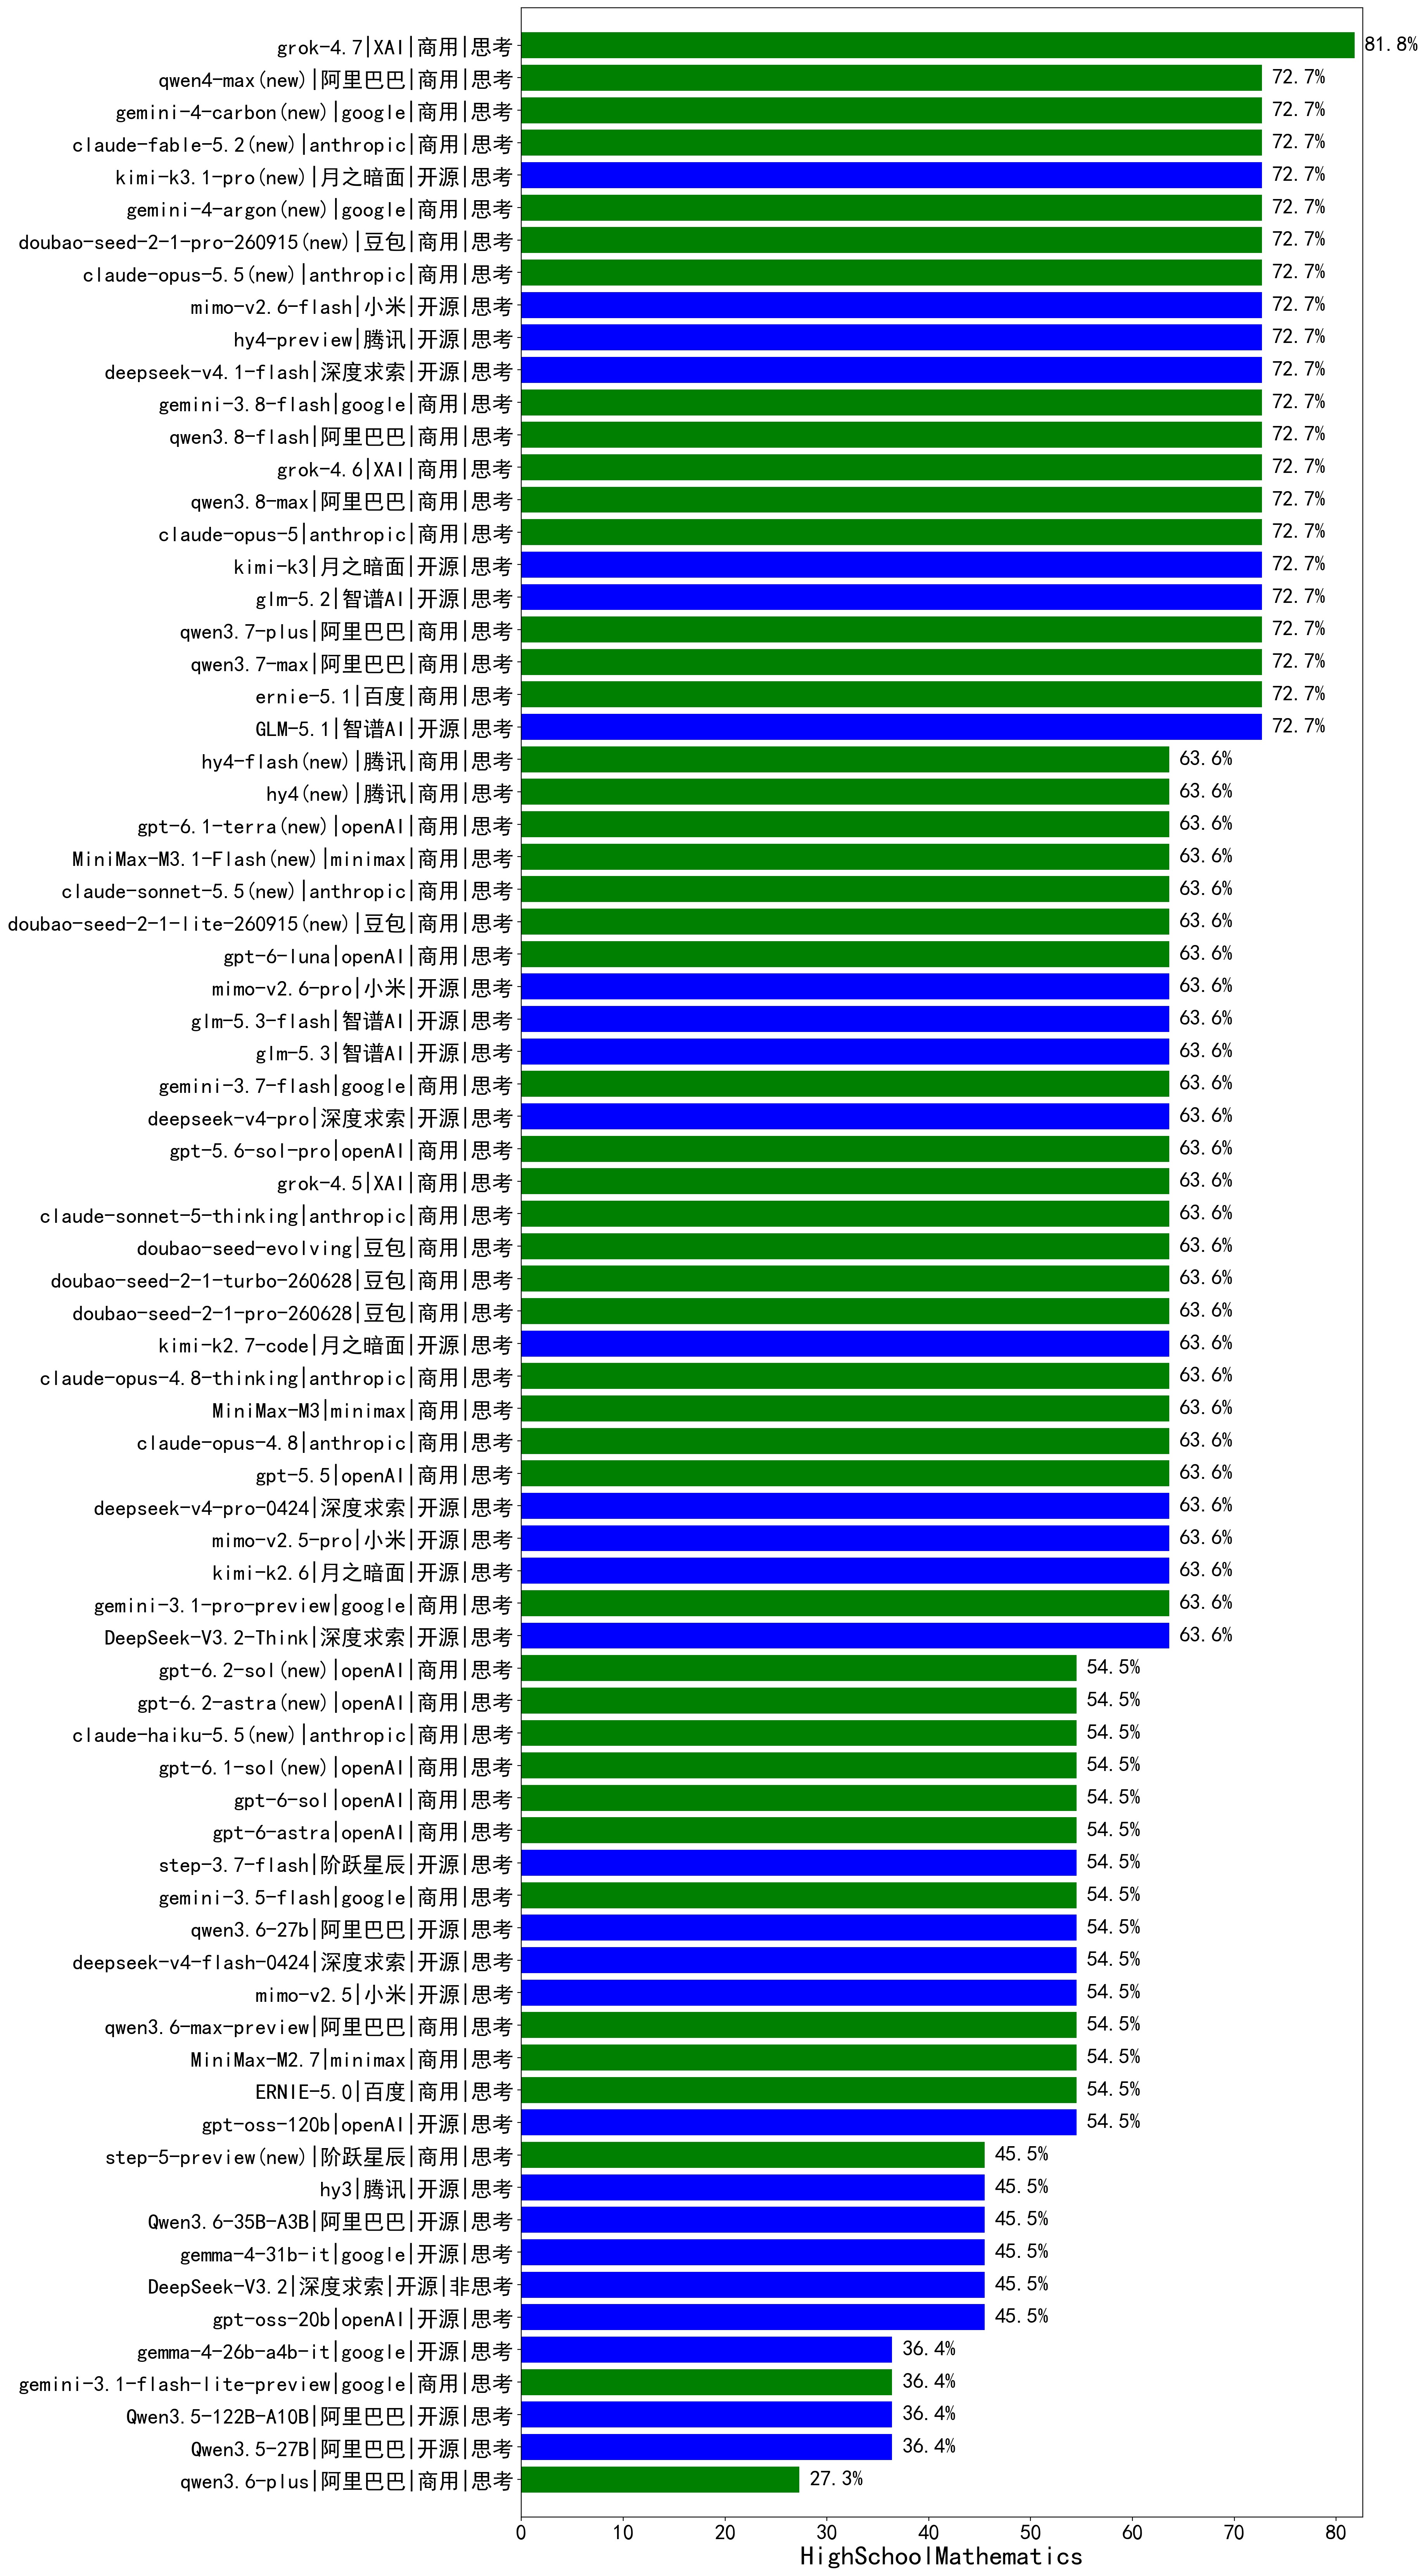 grok-4.7|XAI|商用|思考 81.8%
qwen4-max(new)|阿里巴巴|商用|思考 72.7%
gemini-4-carbon(new)|google|商用|思考 72.7%
claude-fable-5.2(new)|anthropic|商用|思考 72.7%
kimi-k3.1-pro(new)|月之暗面|开源|思考 72.7%
gemini-4-argon(new)|google|商用|思考 72.7%
doubao-seed-2-1-pro-260915(new)|豆包|商用|思考 72.7%
claude-opus-5.5(new)|anthropic|商用|思考 72.7%
mimo-v2.6-flash|小米|开源|思考 72.7%
hy4-preview|腾讯|开源|思考 72.7%
deepseek-v4.1-flash|深度求索|开源|思考 72.7%
gemini-3.8-flash|google|商用|思考 72.7%
qwen3.8-flash|阿里巴巴|商用|思考 72.7%
grok-4.6|XAI|商用|思考 72.7%
qwen3.8-max|阿里巴巴|商用|思考 72.7%
claude-opus-5|anthropic|商用|思考 72.7%
kimi-k3|月之暗面|开源|思考 72.7%
glm-5.2|智谱AI|开源|思考 72.7%
qwen3.7-plus|阿里巴巴|商用|思考 72.7%
qwen3.7-max|阿里巴巴|商用|思考 72.7%
ernie-5.1|百度|商用|思考 72.7%
GLM-5.1|智谱AI|开源|思考 72.7%
hy4-flash(new)|腾讯|商用|思考 63.6%
hy4(new)|腾讯|商用|思考 63.6%
gpt-6.1-terra(new)|openAI|商用|思考 63.6%
MiniMax-M3.1-Flash(new)|minimax|商用|思考 63.6%
claude-sonnet-5.5(new)|anthropic|商用|思考 63.6%
doubao-seed-2-1-lite-260915(new)|豆包|商用|思考 63.6%
gpt-6-luna|openAI|商用|思考 63.6%
mimo-v2.6-pro|小米|开源|思考 63.6%
glm-5.3-flash|智谱AI|开源|思考 63.6%
glm-5.3|智谱AI|开源|思考 63.6%
gemini-3.7-flash|google|商用|思考 63.6%
deepseek-v4-pro|深度求索|开源|思考 63.6%
gpt-5.6-sol-pro|openAI|商用|思考 63.6%
grok-4.5|XAI|商用|思考 63.6%
claude-sonnet-5-thinking|anthropic|商用|思考 63.6%
doubao-seed-evolving|豆包|商用|思考 63.6%
doubao-seed-2-1-turbo-260628|豆包|商用|思考 63.6%
doubao-seed-2-1-pro-260628|豆包|商用|思考 63.6%
kimi-k2.7-code|月之暗面|开源|思考 63.6%
claude-opus-4.8-thinking|anthropic|商用|思考 63.6%
MiniMax-M3|minimax|商用|思考 63.6%
claude-opus-4.8|anthropic|商用|思考 63.6%
gpt-5.5|openAI|商用|思考 63.6%
deepseek-v4-pro-0424|深度求索|开源|思考 63.6%
mimo-v2.5-pro|小米|开源|思考 63.6%
kimi-k2.6|月之暗面|开源|思考 63.6%
gemini-3.1-pro-preview|google|商用|思考 63.6%
DeepSeek-V3.2-Think|深度求索|开源|思考 63.6%
gpt-6.2-sol(new)|openAI|商用|思考 54.5%
gpt-6.2-astra(new)|openAI|商用|思考 54.5%
claude-haiku-5.5(new)|anthropic|商用|思考 54.5%
gpt-6.1-sol(new)|openAI|商用|思考 54.5%
gpt-6-sol|openAI|商用|思考 54.5%
gpt-6-astra|openAI|商用|思考 54.5%
step-3.7-flash|阶跃星辰|开源|思考 54.5%
gemini-3.5-flash|google|商用|思考 54.5%
qwen3.6-27b|阿里巴巴|开源|思考 54.5%
deepseek-v4-flash-0424|深度求索|开源|思考 54.5%
mimo-v2.5|小米|开源|思考 54.5%
qwen3.6-max-preview|阿里巴巴|商用|思考 54.5%
MiniMax-M2.7|minimax|商用|思考 54.5%
ERNIE-5.0|百度|商用|思考 54.5%
gpt-oss-120b|openAI|开源|思考 54.5%
step-5-preview(new)|阶跃星辰|商用|思考 45.5%
hy3|腾讯|开源|思考 45.5%
Qwen3.6-35B-A3B|阿里巴巴|开源|思考 45.5%
gemma-4-31b-it|google|开源|思考 45.5%
DeepSeek-V3.2|深度求索|开源|非思考 45.5%
gpt-oss-20b|openAI|开源|思考 45.5%
gemma-4-26b-a4b-it|google|开源|思考 36.4%
gemini-3.1-flash-lite-preview|google|商用|思考 36.4%
Qwen3.5-122B-A10B|阿里巴巴|开源|思考 36.4%
Qwen3.5-27B|阿里巴巴|开源|思考 36.4%
qwen3.6-plus|阿里巴巴|商用|思考 27.3%
0 10 20 30 40 50 60 70 80
HighSchoolMathematics